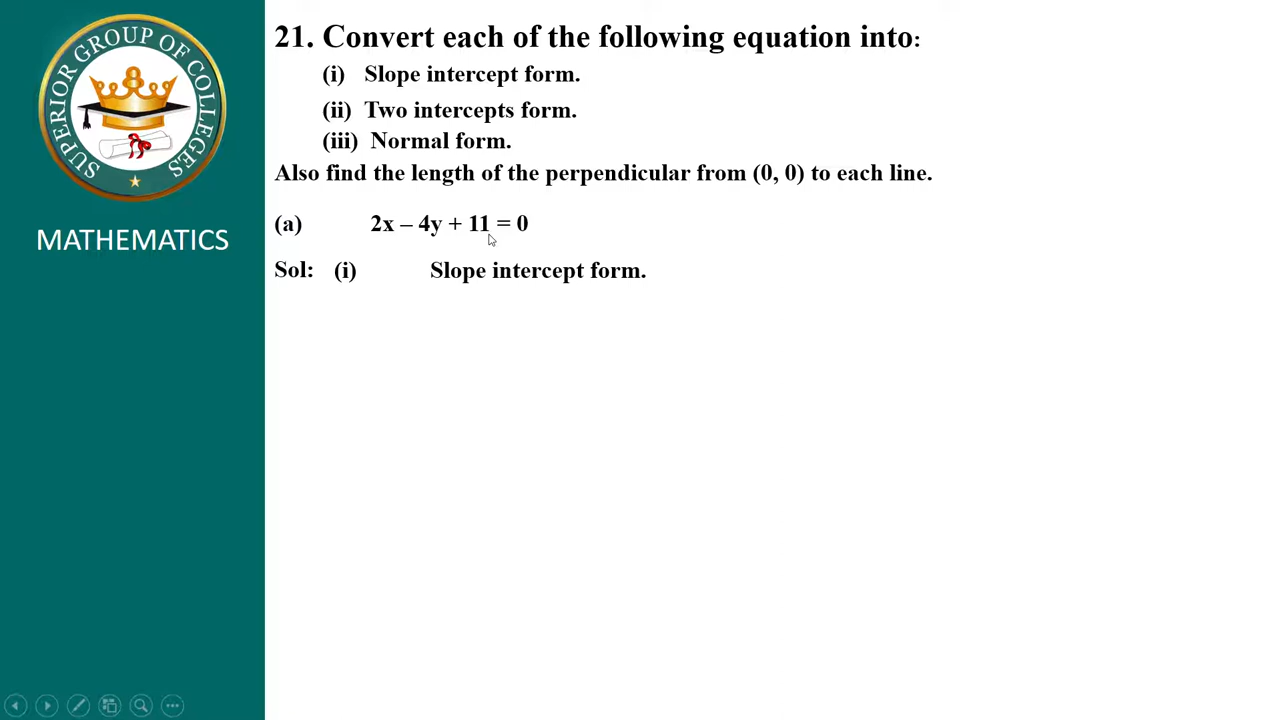 SUPERIOR GROUP OF COLLEGES
MATHEMATICS
21. Convert each of the following equation into:
(i) Slope intercept form.
(ii) Two intercepts form.
(iii) Normal form.
Also find the length of the perpendicular from (0, 0) to each line.
(a) 2x – 4y + 11 = 0
Sol: (i) Slope intercept form.